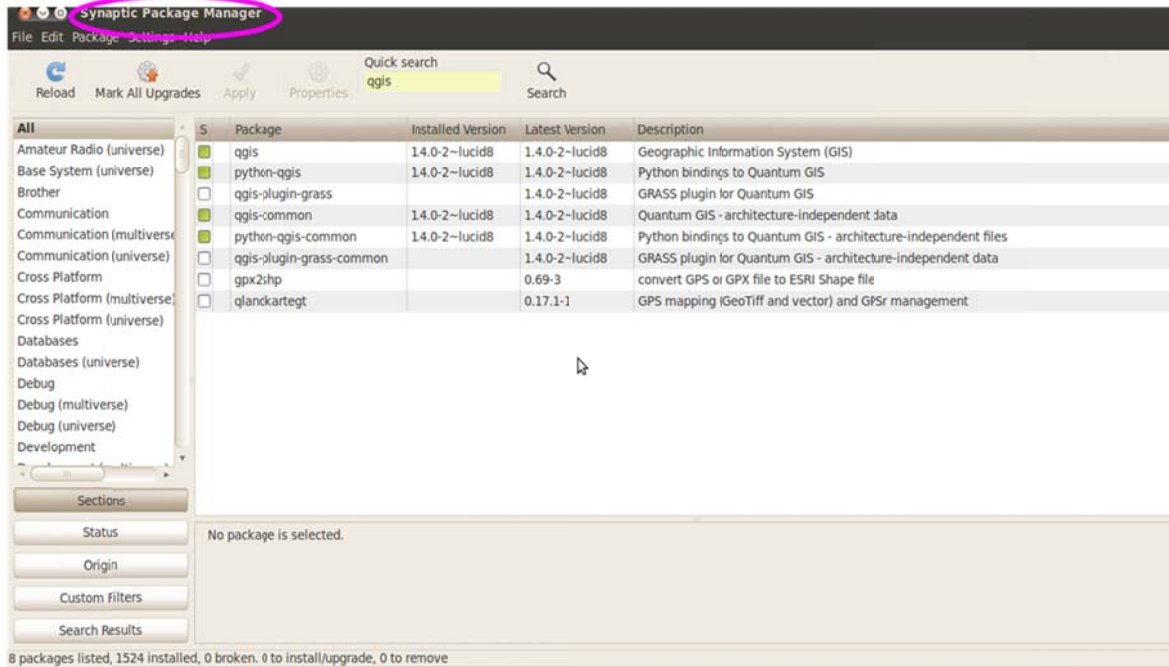 Synaptic Package Manager
File Edit Package Settings Help
Quick search
Reload Mark All Upgrades Apply Properties qgis Search
All
Amateur Radio (universe)
Base System (universe)
Brother
Communication
Communication (multiverse
Communication (universe)
Cross Platform
Cross Platform (multiverse)
Cross Platform (universe)
Databases
Databases (universe)
Debug
Debug (multiverse)
Debug (universe)
Development
S Package Installed Version Latest Version Description
qgis 1.4.0-2~lucid8 1.4.0-2~lucid8 Geographic Information System (GIS)
python-qgis 1.4.0-2~lucid8 1.4.0-2~lucid8 Python bindings to Quantum GIS
qgis-plugin-grass 1.4.0-2~lucid8 GRASS plugin for Quantum GIS
qgis-common 1.4.0-2~lucid8 1.4.0-2~lucid8 Quantum GIS - architecture-independent data
python-qgis-common 1.4.0-2~lucid8 1.4.0-2~lucid8 Python bindings to Quantum GIS - architecture-independent files
qgis-plugin-grass-common 1.4.0-2~lucid8 GRASS plugin for Quantum GIS - architecture-independent data
gpx2shp 0.69-3 convert GPS or GPX file to ESRI Shape file
qlandkartegt 0.17.1-1 GPS mapping (GeoTiff and vector) and GPSr management
Sections
Status
Origin
Custom Filters
Search Results
No package is selected.
8 packages listed, 1524 installed, 0 broken. 0 to install/upgrade, 0 to remove